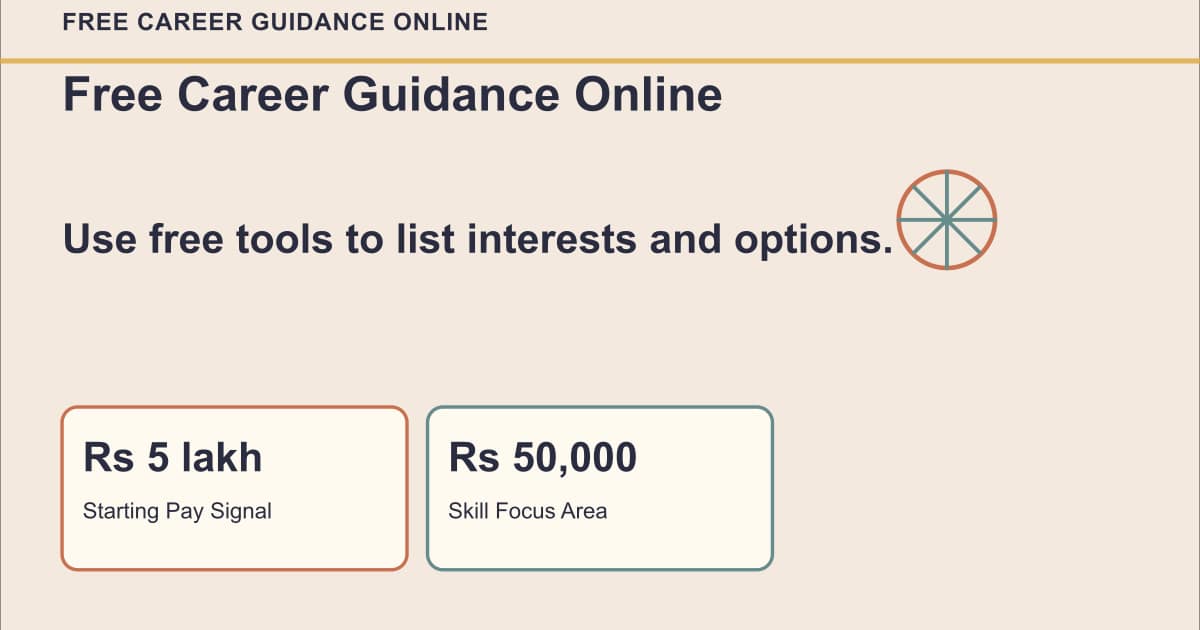 FREE CAREER GUIDANCE ONLINE
Free Career Guidance Online
Use free tools to list interests and options.
Rs 5 lakh
Starting Pay Signal
Rs 50,000
Skill Focus Area